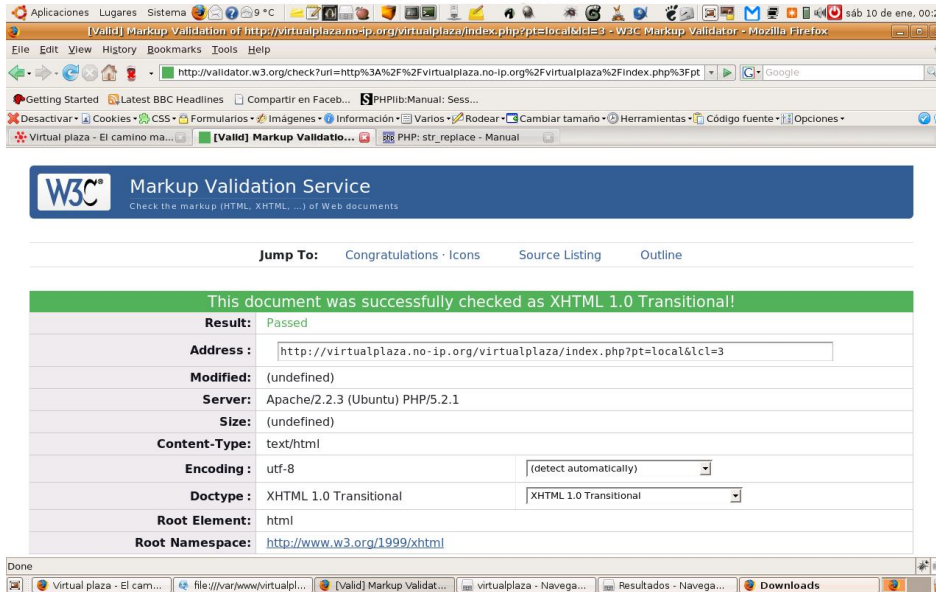 Aplicaciones Lugares Sistema 9 °C sáb 10 de ene, 00:2
[Valid] Markup Validation of http://virtualplaza.no-ip.org/virtualplaza/index.php?pt=local&lcl=3 - W3C Markup Validator - Mozilla Firefox
File Edit View History Bookmarks Tools Help
http://validator.w3.org/check?uri=http%3A%2F%2Fvirtualplaza.no-ip.org%2Fvirtualplaza%2Findex.php%3Fpt Google
Getting Started Latest BBC Headlines Compartir en Faceb... PHPlib:Manual: Sess...
Desactivar Cookies CSS Formularios Imágenes Información Varios Rodear Cambiar tamaño Herramientas Código fuente Opciones
Virtual plaza - El camino ma... [Valid] Markup Validatio... PHP: str_replace - Manual
W3C® Markup Validation Service
Check the markup (HTML, XHTML, ...) of Web documents
Jump To: Congratulations · Icons Source Listing Outline
This document was successfully checked as XHTML 1.0 Transitional!
Result: Passed
Address : http://virtualplaza.no-ip.org/virtualplaza/index.php?pt=local&lcl=3
Modified: (undefined)
Server: Apache/2.2.3 (Ubuntu) PHP/5.2.1
Size: (undefined)
Content-Type: text/html
Encoding : utf-8 (detect automatically)
Doctype : XHTML 1.0 Transitional XHTML 1.0 Transitional
Root Element: html
Root Namespace: http://www.w3.org/1999/xhtml
Done
Virtual plaza - El cam... file:///var/www/virtualpl... [Valid] Markup Validat... virtualplaza - Navega... Resultados - Navega... Downloads